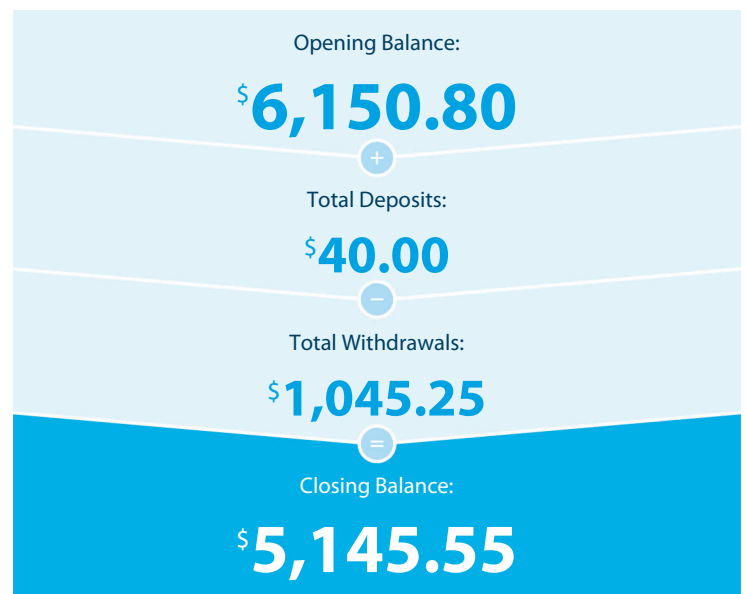 Opening Balance:
$6,150.80
+
Total Deposits:
$40.00
−
Total Withdrawals:
$1,045.25
=
Closing Balance:
$5,145.55